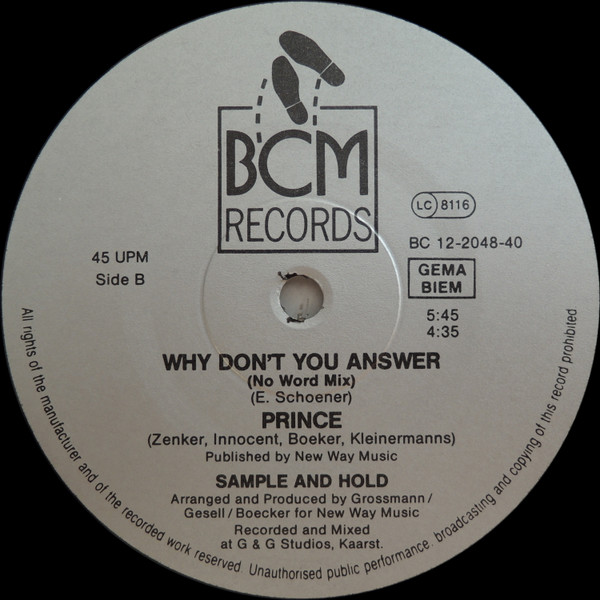 BCM
RECORDS
LC 8116
BC 12-2048-40
GEMA
BIEM
45 UPM
Side B
5:45
4:35
WHY DON'T YOU ANSWER
(No Word Mix)
(E. Schoener)
PRINCE
(Zenker, Innocent, Boeker, Kleinermanns)
Published by New Way Music
SAMPLE AND HOLD
Arranged and Produced by Grossmann/
Gesell/Boecker for New Way Music
Recorded and Mixed
at G & G Studios, Kaarst.
All rights of the manufacturer and of the recorded work reserved. Unauthorised public performance, broadcasting and copying of this record prohibited